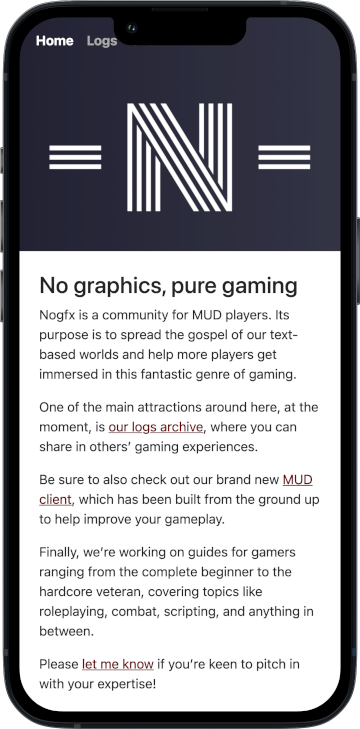 Home Logs
N
No graphics, pure gaming
Nogfx is a community for MUD players. Its
purpose is to spread the gospel of our text-
based worlds and help more players get
immersed in this fantastic genre of gaming.
One of the main attractions around here, at the
moment, is our logs archive, where you can
share in others’ gaming experiences.
Be sure to also check out our brand new MUD
client, which has been built from the ground up
to help improve your gameplay.
Finally, we’re working on guides for gamers
ranging from the complete beginner to the
hardcore veteran, covering topics like
roleplaying, combat, scripting, and anything in
between.
Please let me know if you’re keen to pitch in
with your expertise!